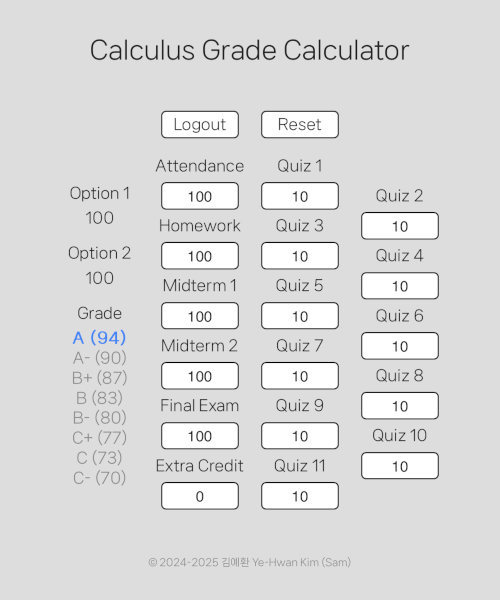 Calculus Grade Calculator
Logout Reset
Attendance Quiz 1
Option 1 100 10 Quiz 2
100 Homework Quiz 3 10
Option 2 100 10 Quiz 4
100 Midterm 1 Quiz 5 10
Grade 100 10 Quiz 6
A (94) Midterm 2 Quiz 7 10
A- (90)
B+ (87) 100 10 Quiz 8
B (83) Final Exam Quiz 9 10
B- (80)
C+ (77) 100 10 Quiz 10
C (73) Extra Credit Quiz 11 10
C- (70)
0 10
© 2024-2025 김예환 Ye-Hwan Kim (Sam)